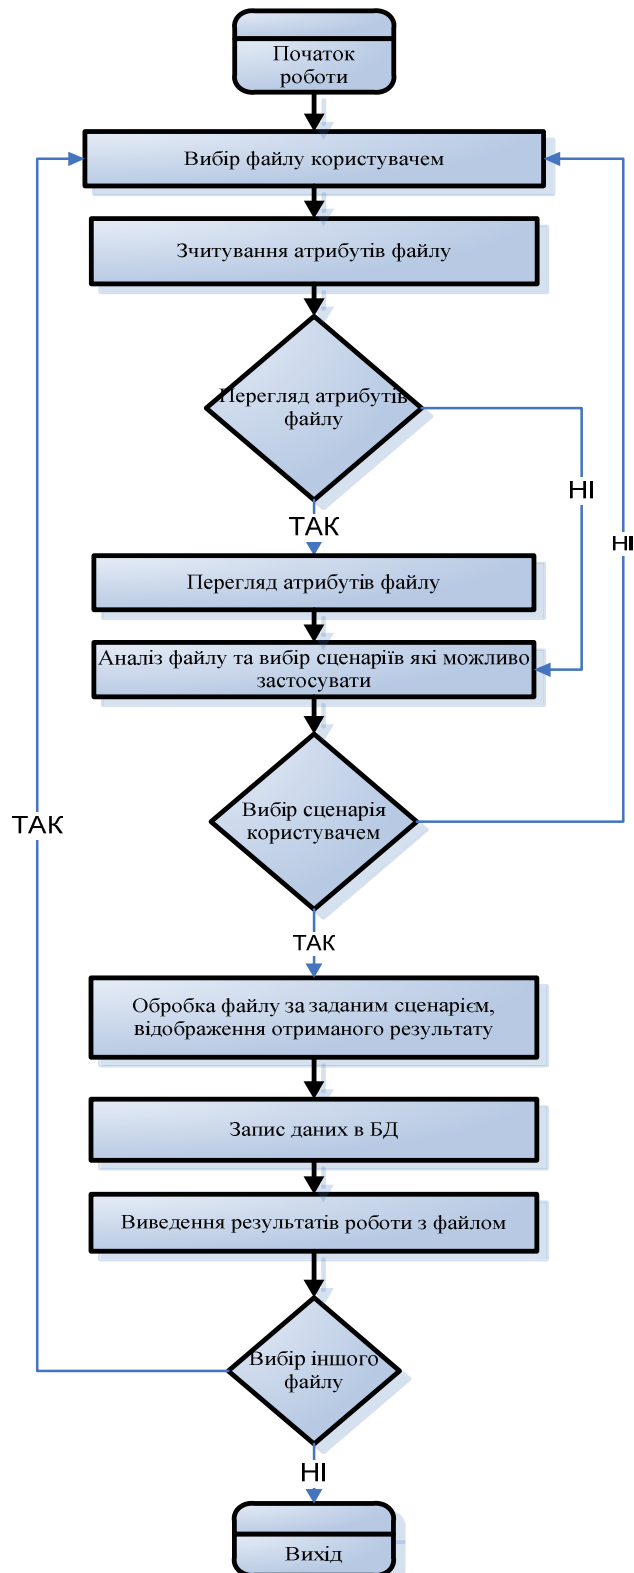 Початок
роботи
Вибір файлу користувачем
Зчитування атрибутів файлу
Перегляд атрибутів
файлу
НІ
ТАК
НІ
Перегляд атрибутів файлу
Аналіз файлу та вибір сценаріїв які можливо
застосувати
Вибір сценарія
користувачем
ТАК
ТАК
Обробка файлу за заданим сценарієм,
відображення отриманого результату
Запис даних в БД
Виведення результатів роботи з файлом
Вибір іншого
файлу
НІ
Вихід